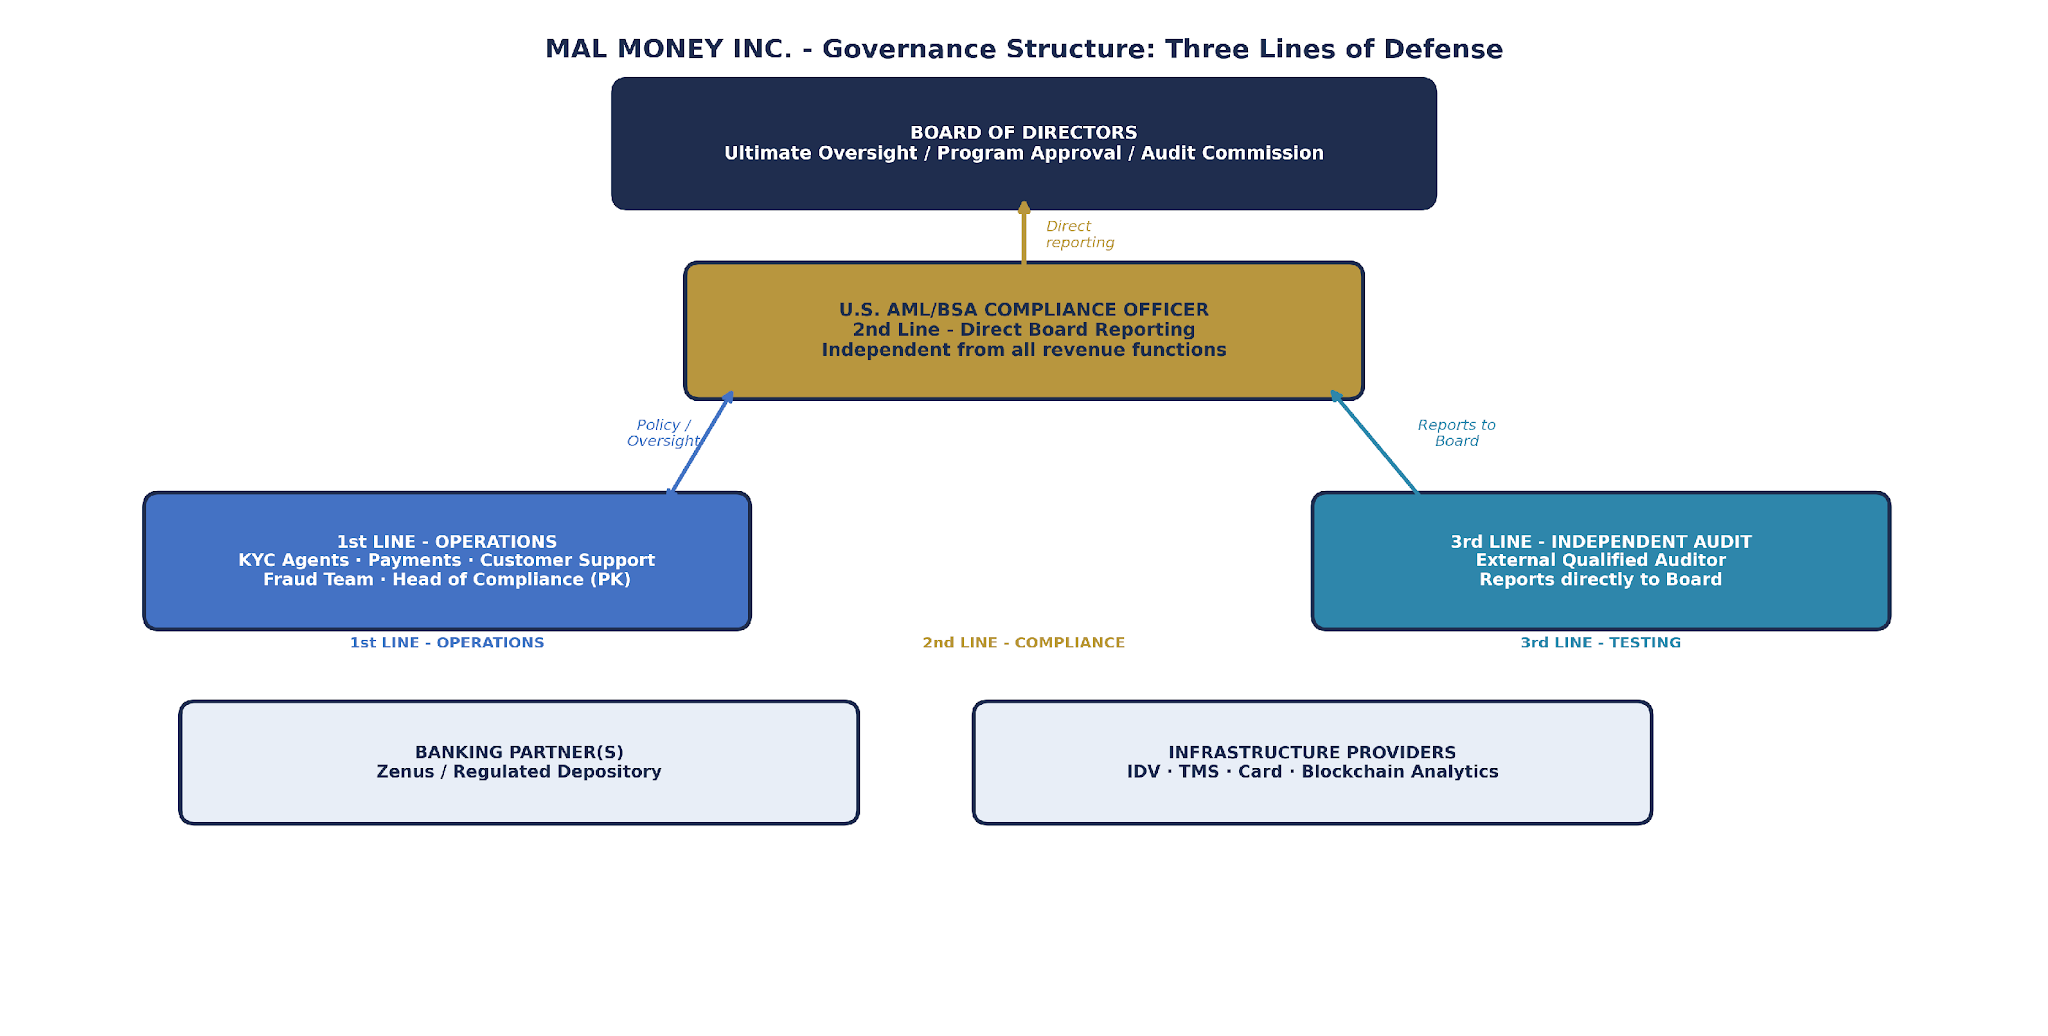 MAL MONEY INC. - Governance Structure: Three Lines of Defense
BOARD OF DIRECTORS
Ultimate Oversight / Program Approval / Audit Commission
Direct
reporting
U.S. AML/BSA COMPLIANCE OFFICER
2nd Line - Direct Board Reporting
Independent from all revenue functions
Policy /
Oversight
Reports to
Board
1st LINE - OPERATIONS
KYC Agents · Payments · Customer Support
Fraud Team · Head of Compliance (PK)
3rd LINE - INDEPENDENT AUDIT
External Qualified Auditor
Reports directly to Board
1st LINE - OPERATIONS
2nd LINE - COMPLIANCE
3rd LINE - TESTING
BANKING PARTNER(S)
Zenus / Regulated Depository
INFRASTRUCTURE PROVIDERS
IDV · TMS · Card · Blockchain Analytics